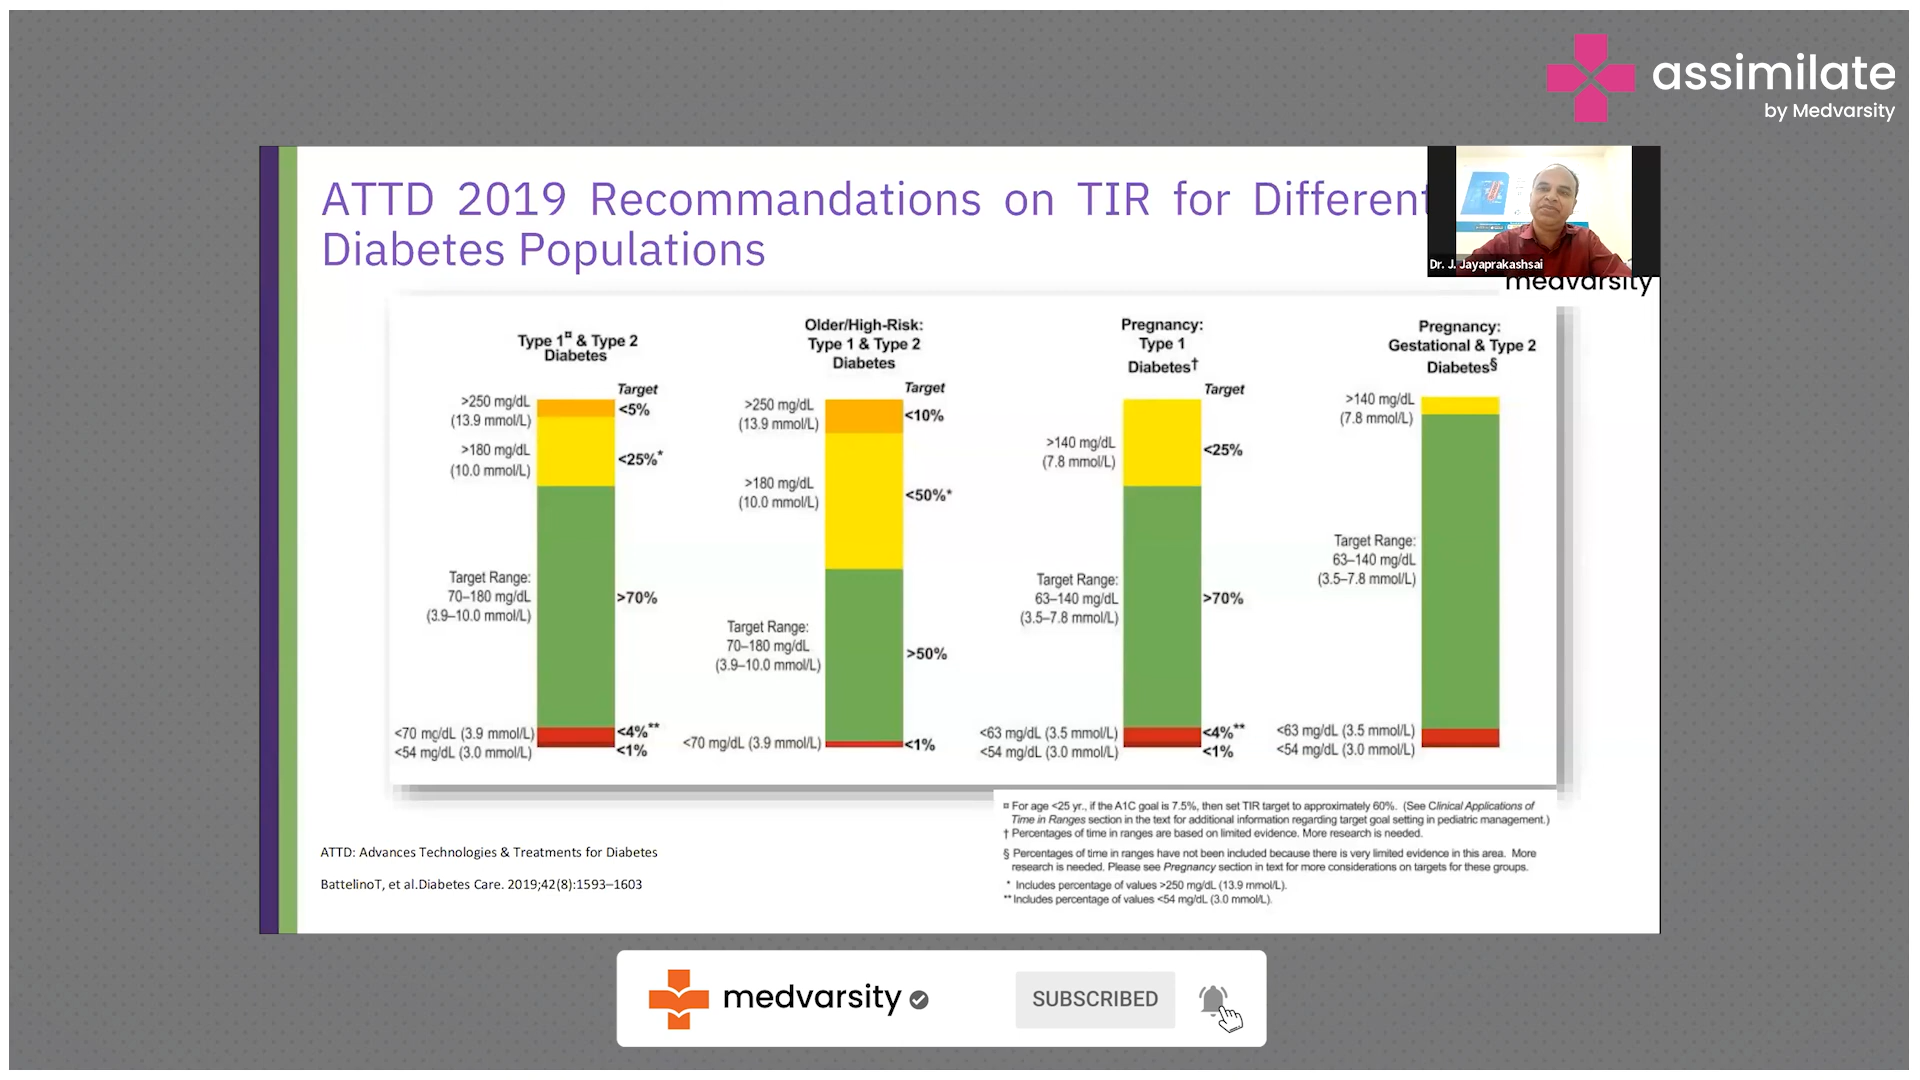 assimilate
by Medvarsity
ATTD 2019 Recommandations on TIR for Different
Diabetes Populations
Dr. J. Jayaprakashsai
medvarsity
Type 1¤ & Type 2
Diabetes
Target
>250 mg/dL
(13.9 mmol/L)
<5%
>180 mg/dL
(10.0 mmol/L)
<25%*
Target Range:
70–180 mg/dL
(3.9–10.0 mmol/L)
>70%
<70 mg/dL (3.9 mmol/L)
<4%**
<54 mg/dL (3.0 mmol/L)
<1%
Older/High-Risk:
Type 1 & Type 2
Diabetes
Target
>250 mg/dL
(13.9 mmol/L)
<10%
>180 mg/dL
(10.0 mmol/L)
<50%*
Target Range:
70–180 mg/dL
(3.9–10.0 mmol/L)
>50%
<70 mg/dL (3.9 mmol/L)
<1%
Pregnancy:
Type 1
Diabetes†
Target
>140 mg/dL
(7.8 mmol/L)
<25%
Target Range:
63–140 mg/dL
(3.5–7.8 mmol/L)
>70%
<63 mg/dL (3.5 mmol/L)
<4%**
<54 mg/dL (3.0 mmol/L)
<1%
Pregnancy:
Gestational & Type 2
Diabetes§
>140 mg/dL
(7.8 mmol/L)
Target Range:
63–140 mg/dL
(3.5–7.8 mmol/L)
<63 mg/dL (3.5 mmol/L)
<54 mg/dL (3.0 mmol/L)
¤ For age <25 yr., if the A1C goal is 7.5%, then set TIR target to approximately 60%. (See Clinical Applications of
Time in Ranges section in the text for additional information regarding target goal setting in pediatric management.)
† Percentages of time in ranges are based on limited evidence. More research is needed.
§ Percentages of time in ranges have not been included because there is very limited evidence in this area. More
research is needed. Please see Pregnancy section in text for more considerations on targets for these groups.
* Includes percentage of values >250 mg/dL (13.9 mmol/L).
** Includes percentage of values <54 mg/dL (3.0 mmol/L).
ATTD: Advances Technologies & Treatments for Diabetes
BattelinoT, et al.Diabetes Care. 2019;42(8):1593–1603
medvarsity
SUBSCRIBED